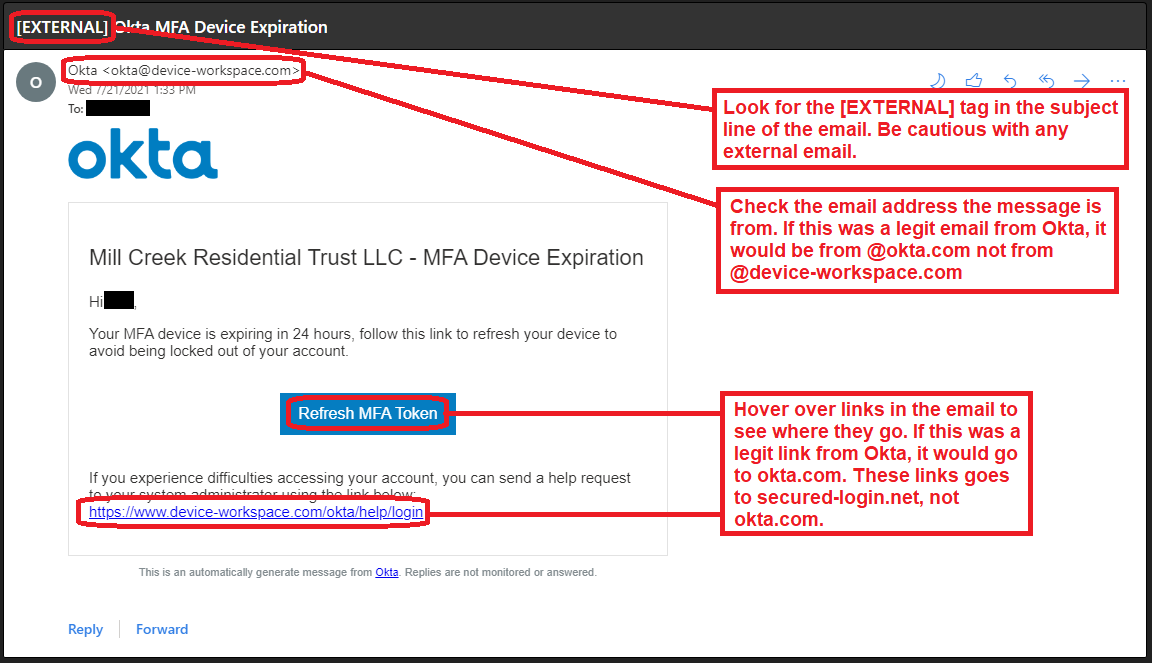 [EXTERNAL] Okta MFA Device Expiration
O
Okta <okta@device-workspace.com>
Wed 7/21/2021 1:33 PM
To:
okta
Look for the [EXTERNAL] tag in the subject
line of the email. Be cautious with any
external email.
Check the email address the message is
from. If this was a legit email from Okta, it
would be from @okta.com not from
@device-workspace.com
Mill Creek Residential Trust LLC - MFA Device Expiration
Hi ,
Your MFA device is expiring in 24 hours, follow this link to refresh your device to
avoid being locked out of your account.
Refresh MFA Token
Hover over links in the email to
see where they go. If this was a
legit link from Okta, it would go
to okta.com. These links goes
to secured-login.net, not
okta.com.
If you experience difficulties accessing your account, you can send a help request
to your system administrator using the link below:
https://www.device-workspace.com/okta/help/login
This is an automatically generate message from Okta. Replies are not monitored or answered.
Reply
Forward